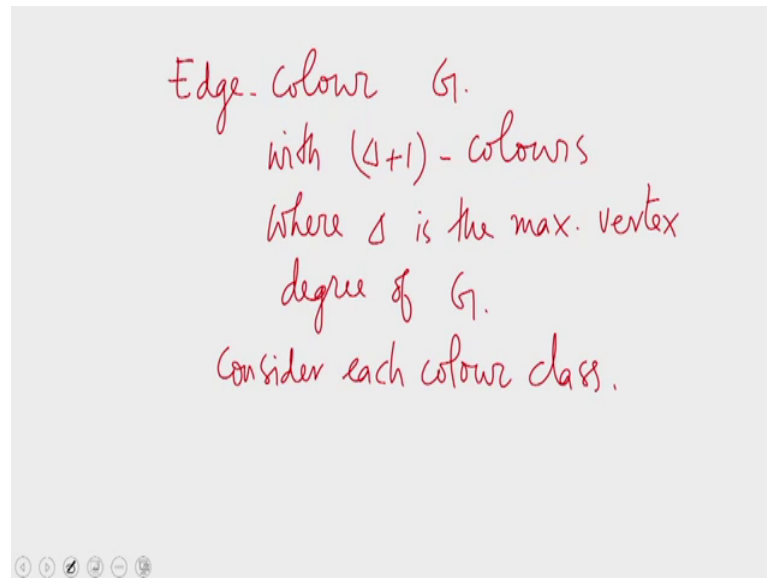 Edge-colour G.
with (Δ+1)-colours
where Δ is the max. vertex
degree of G.
Consider each colour class.